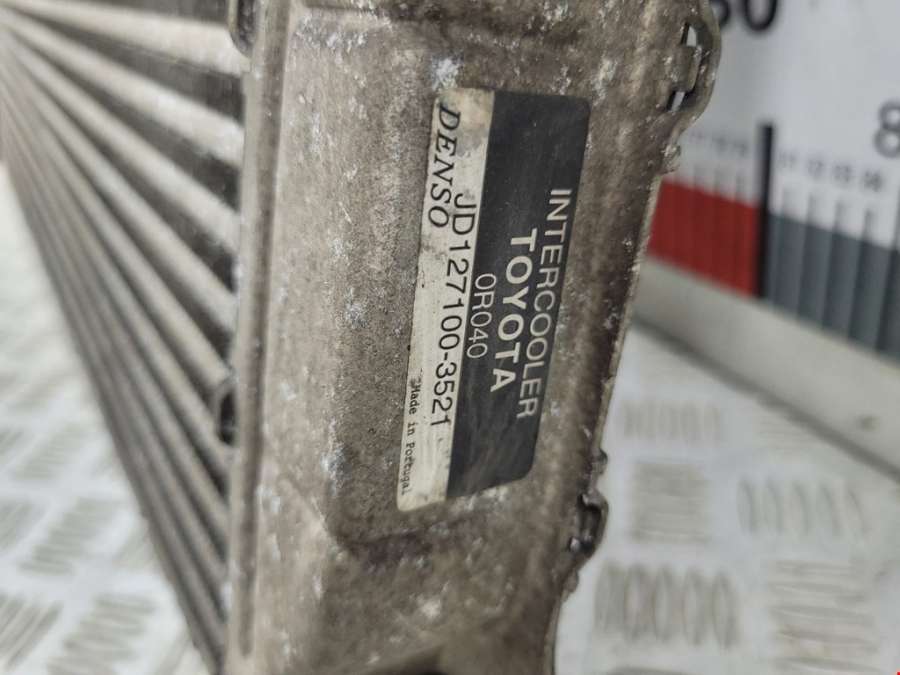 INTERCOOLER
TOYOTA
0R040
JD127100-3521
DENSO
Made in Portugal